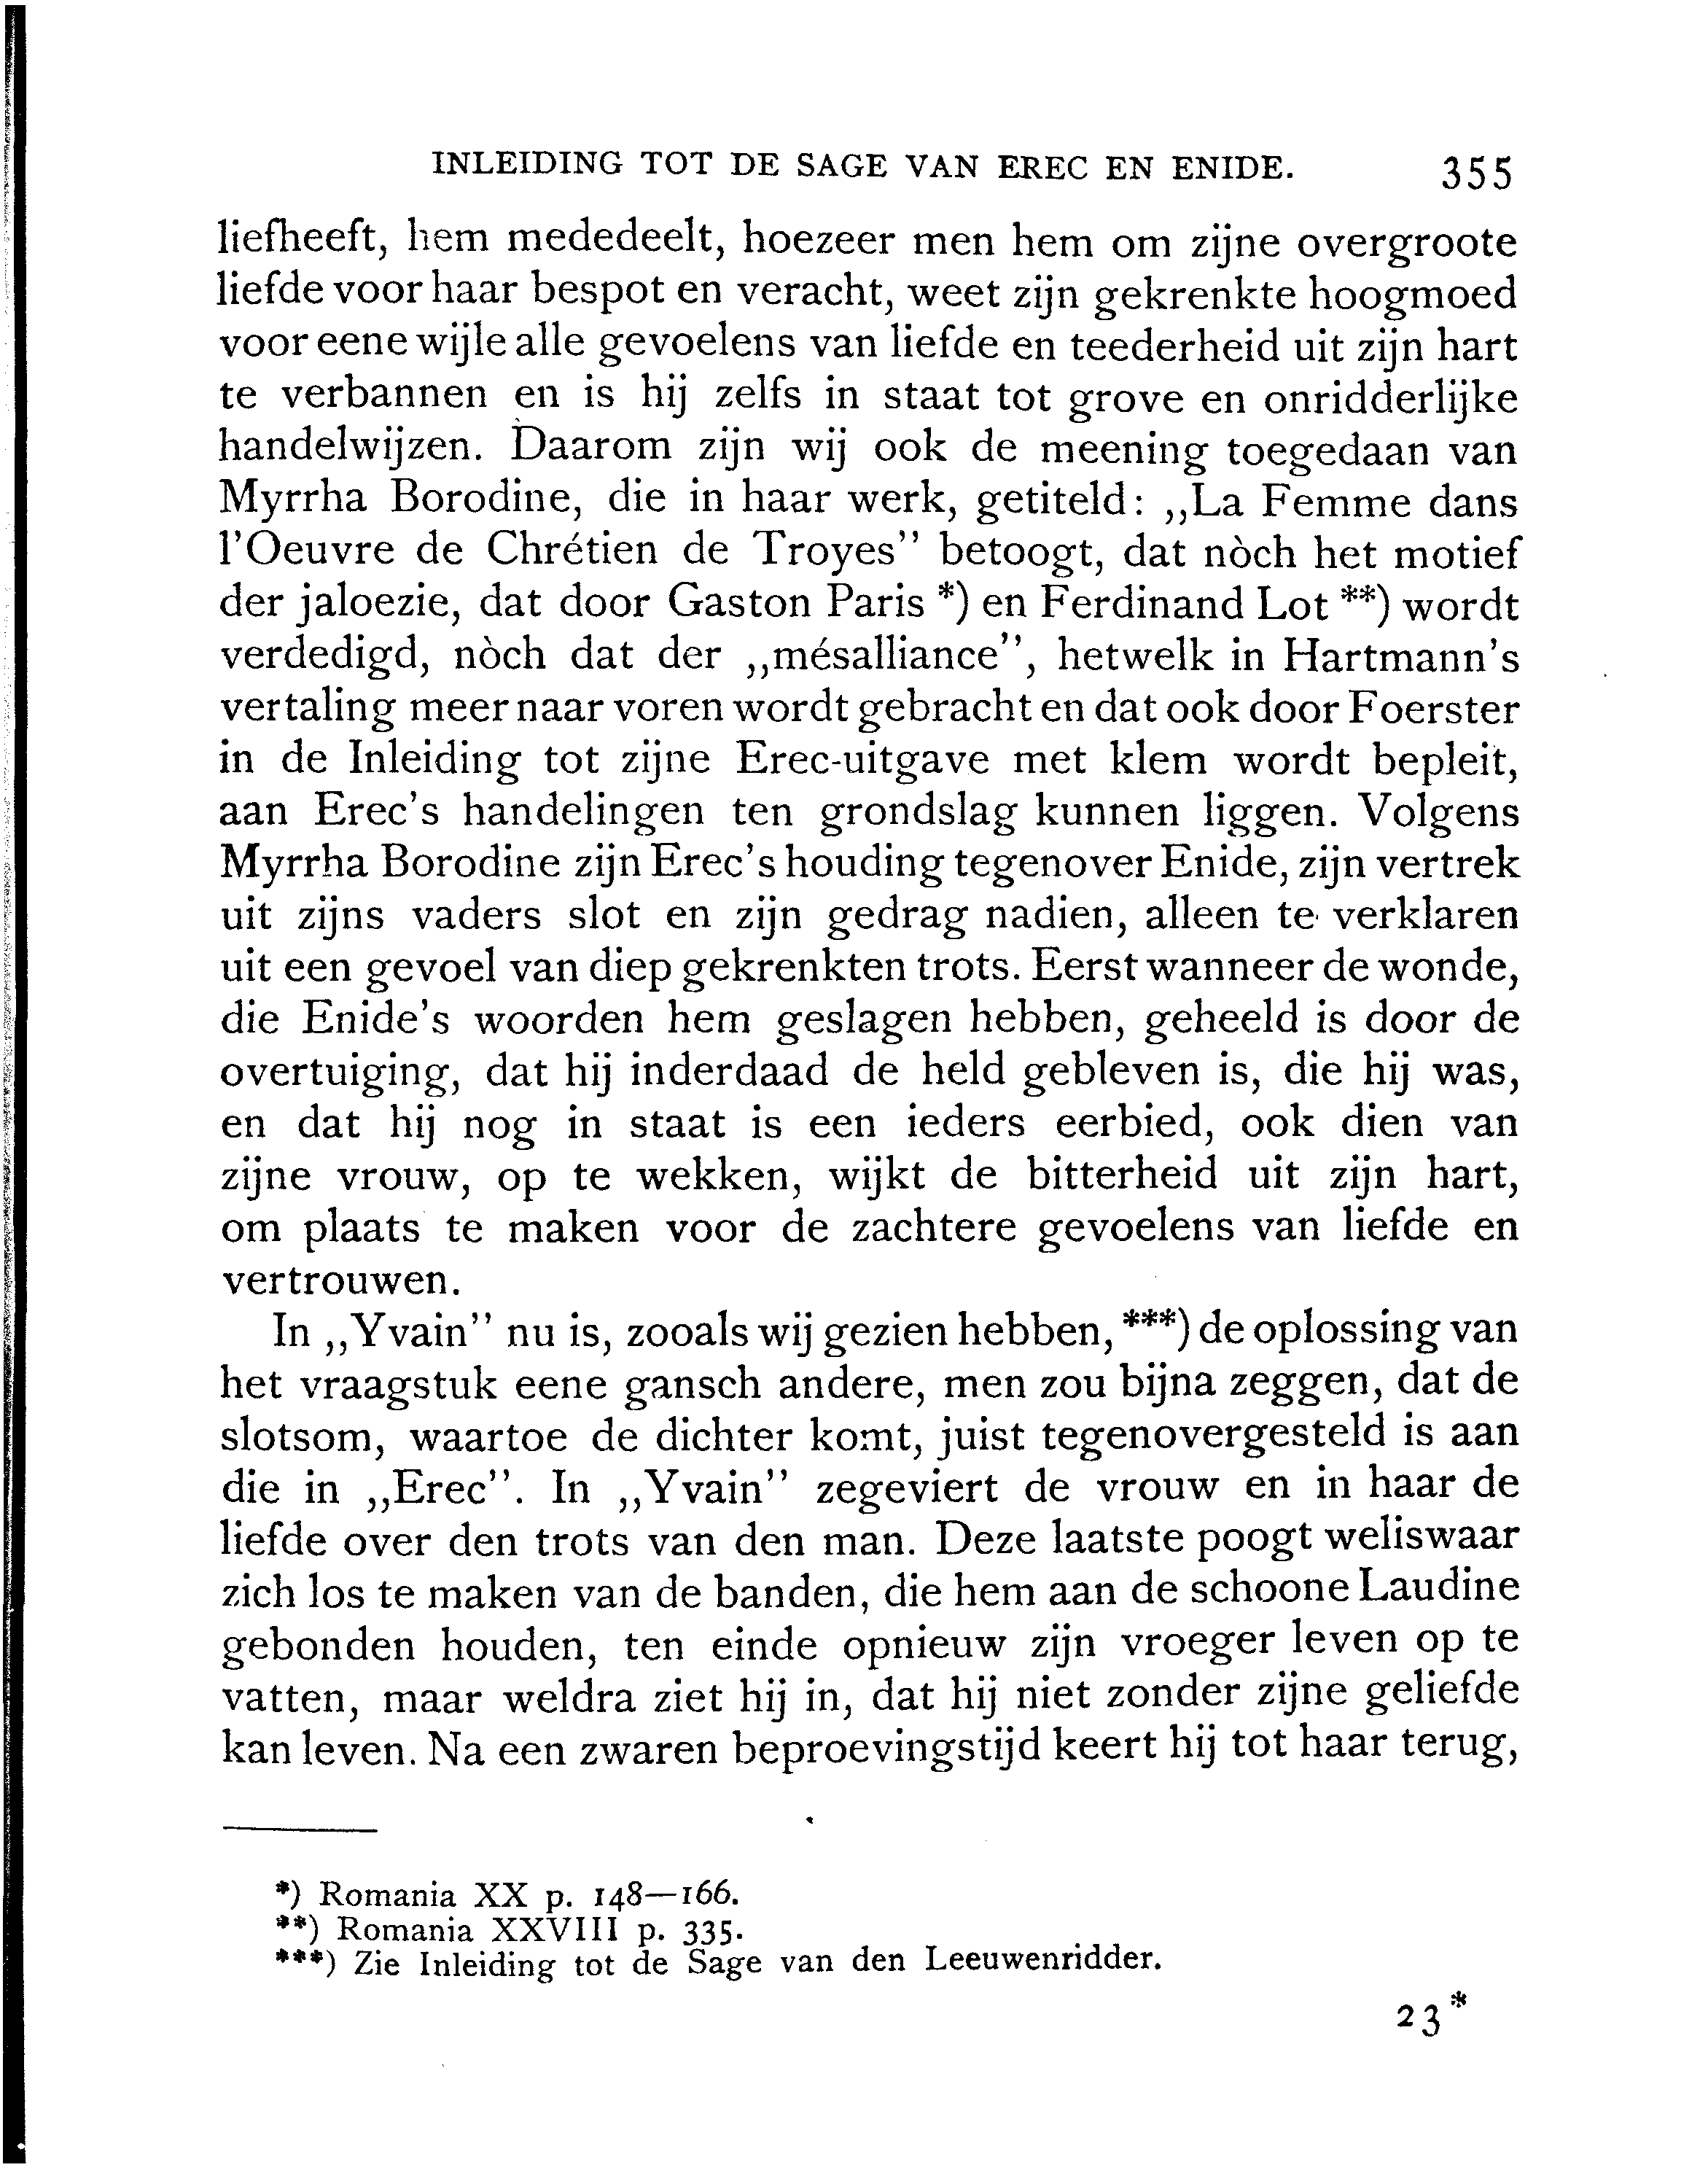 INLEIDING TOT DE SAGE VAN EREC EN ENIDE. 355
liefheeft, hem mededeelt, hoezeer men hem om zijne overgroote
liefde voor haar bespot en veracht, weet zijn gekrenkte hoogmoed
voor eene wijle alle gevoelens van liefde en teederheid uit zijn hart
te verbannen en is hij zelfs in staat tot grove en onridderlijke
handelwijzen. Daarom zijn wij ook de meening toegedaan van
Myrrha Borodine, die in haar werk, getiteld: ,,La Femme dans
l'Oeuvre de Chrétien de Troyes'' betoogt, dat nòch het motief
der jaloezie, dat door Gaston Paris *) en Ferdinand Lot **) wordt
verdedigd, nòch dat der ,,mésalliance'', hetwelk in Hartmann's
vertaling meer naar voren wordt gebracht en dat ook door Foerster
in de Inleiding tot zijne Erec-uitgave met klem wordt bepleit,
aan Erec's handelingen ten grondslag kunnen liggen. Volgens
Myrrha Borodine zijn Erec's houding tegenover Enide, zijn vertrek
uit zijns vaders slot en zijn gedrag nadien, alleen te verklaren
uit een gevoel van diep gekrenkten trots. Eerst wanneer de wonde,
die Enide's woorden hem geslagen hebben, geheeld is door de
overtuiging, dat hij inderdaad de held gebleven is, die hij was,
en dat hij nog in staat is een ieders eerbied, ook dien van
zijne vrouw, op te wekken, wijkt de bitterheid uit zijn hart,
om plaats te maken voor de zachtere gevoelens van liefde en
vertrouwen.
In ,,Yvain'' nu is, zooals wij gezien hebben, ***) de oplossing van
het vraagstuk eene gansch andere, men zou bijna zeggen, dat de
slotsom, waartoe de dichter komt, juist tegenovergesteld is aan
die in ,,Erec''. In ,,Yvain'' zegeviert de vrouw en in haar de
liefde over den trots van den man. Deze laatste poogt weliswaar
zich los te maken van de banden, die hem aan de schoone Laudine
gebonden houden, ten einde opnieuw zijn vroeger leven op te
vatten, maar weldra ziet hij in, dat hij niet zonder zijne geliefde
kan leven. Na een zwaren beproevingstijd keert hij tot haar terug,
*) Romania XX p. 148—166.
**) Romania XXVIII p. 335.
***) Zie Inleiding tot de Sage van den Leeuwenridder.
23*